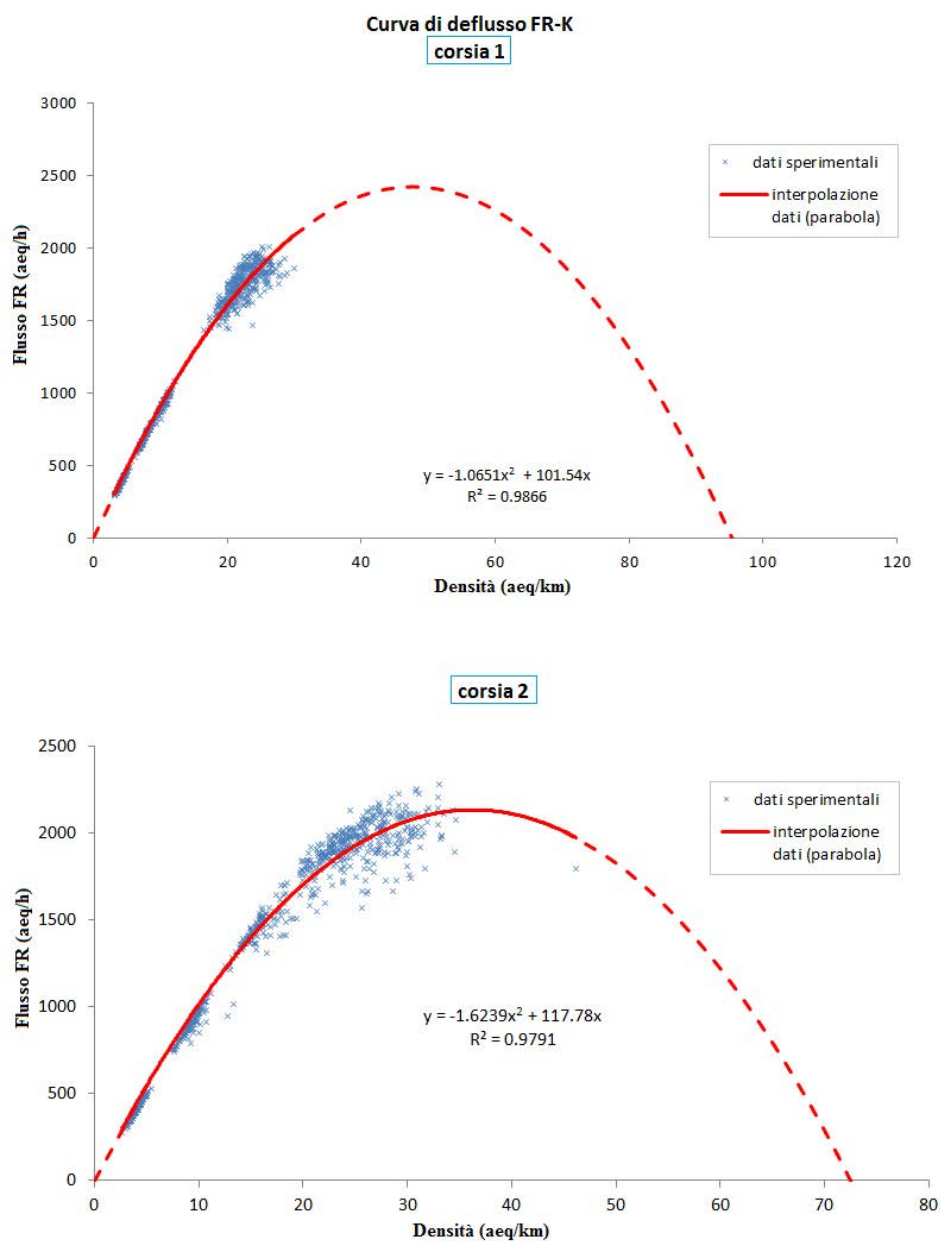 Curva di deflusso FR-K
corsia 1
3000
2500
2000
1500
1000
500
0
Flusso FR (aeq/h)
dati sperimentali
interpolazione
dati (parabola)
y = -1.0651x² + 101.54x
R² = 0.9866
0 20 40 60 80 100 120
Densità (aeq/km)
corsia 2
2500
2000
1500
1000
500
0
Flusso FR (aeq/h)
dati sperimentali
interpolazione
dati (parabola)
y = -1.6239x² + 117.78x
R² = 0.9791
0 10 20 30 40 50 60 70 80
Densità (aeq/km)